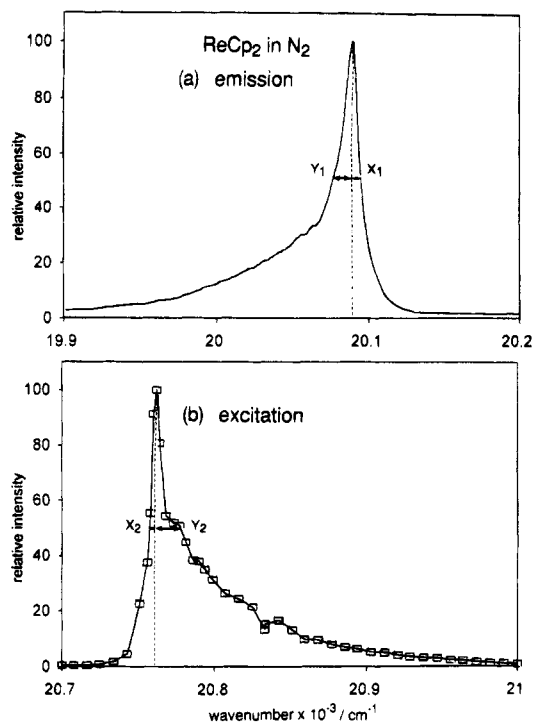 ReCp2 in N2
(a) emission
100
80
60
40
20
0
relative intensity
Y1
X1
19.9
20
20.1
20.2
(b) excitation
100
80
60
40
20
0
relative intensity
X2
Y2
20.7
20.8
20.9
21
wavenumber x 10-3 / cm-1